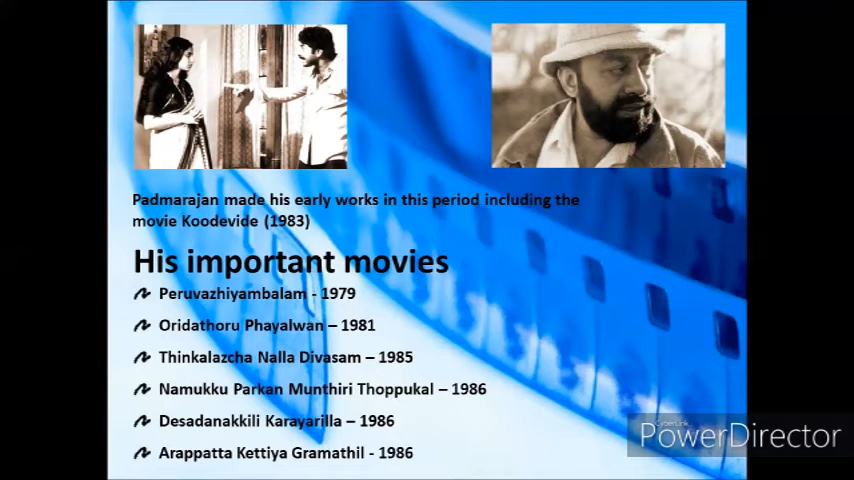 Padmarajan made his early works in this period including the
movie Koodevide (1983)
His important movies
Peruvazhiyambalam - 1979
Oridathoru Phayalwan – 1981
Thinkalazcha Nalla Divasam – 1985
Namukku Parkan Munthiri Thoppukal – 1986
Desadanakkili Karayarilla – 1986
Arappatta Kettiya Gramathil - 1986
CyberLink
PowerDirector